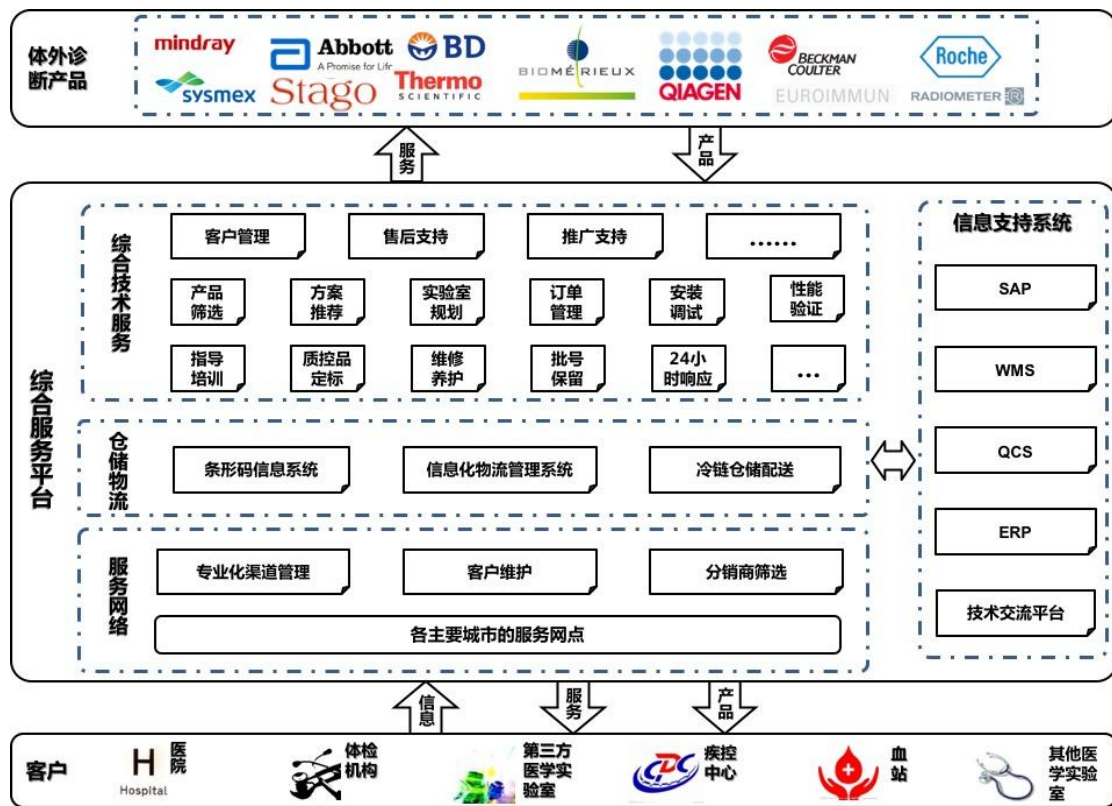 体外诊
断产品
mindray
Abbott
A Promise for Life
BD
BIOMÉRIEUX
QIAGEN
BECKMAN
COULTER
Roche
sysmex
Stago
Thermo
SCIENTIFIC
EUROIMMUN
RADIOMETER R
服务
产品
综合服务平台
综合技术服务
客户管理
售后支持
推广支持
......
产品
筛选
方案
推荐
实验室
规划
订单
管理
安装
调试
性能
验证
指导
培训
质控品
定标
维修
养护
批号
保留
24小
时响应
...
仓储物流
条形码信息系统
信息化物流管理系统
冷链仓储配送
服务网络
专业化渠道管理
客户维护
分销商筛选
各主要城市的服务网点
信息支持系统
SAP
WMS
QCS
ERP
技术交流平台
信息
服务
产品
客户
H
Hospital
医院
体检
机构
第三方
医学实
验室
CDC
疾控
中心
血
站
其他医
学实验
室